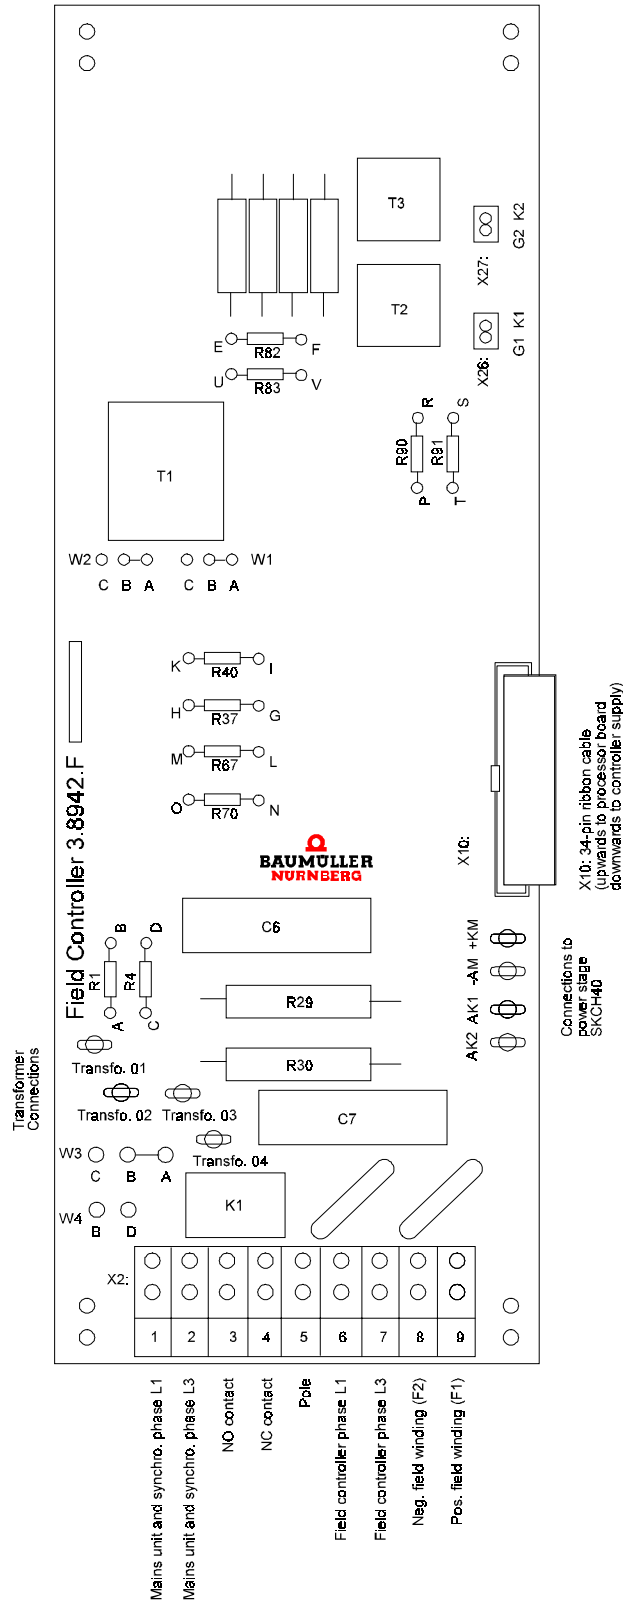 T3
K2
G2
X27:
T2
K1
G1
X26:
E
F
R82
U
V
R83
R
S
R90
R91
P
T
T1
W2
W1
C
B
A
C
B
A
K
I
R40
H
G
R37
M
L
R67
O
N
R70
Field Controller 3.8942.F
BAUMÜLLER
NÜRNBERG
X10:
X10: 34-pin ribbon cable
(upwards to processor board
downwards to controller supply)
C6
B
D
R1
R4
A
C
R29
+KM
-AM
AK1
AK2
Connections to
power stage
SKCH40
Transformer
Connections
Transfo. 01
R30
Transfo. 02
Transfo. 03
C7
Transfo. 04
W3
C
B
A
W4
B
D
K1
X2:
1
2
3
4
5
6
7
8
9
Mains unit and synchro. phase L1
Mains unit and synchro. phase L3
NO contact
NC contact
Pole
Field controller phase L1
Field controller phase L3
Neg. field winding (F2)
Pos. field winding (F1)